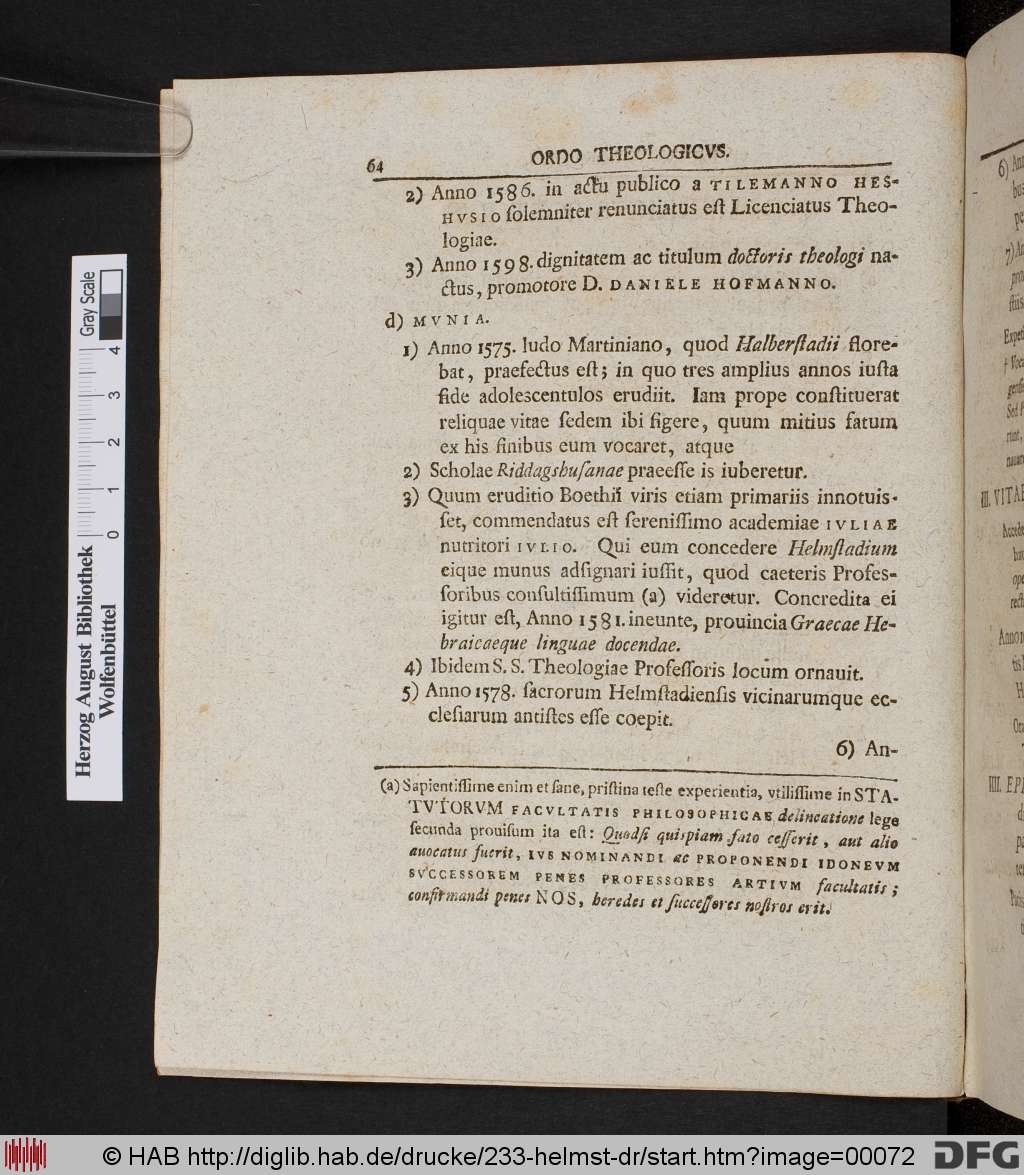 64 ORDO THEOLOGICVS.
2) Anno 1586. in actu publico a TILEMANNO HES-
HVSIO ſolemniter renunciatus eſt Licenciatus Theo-
logiae.
3) Anno 1598. dignitatem ac titulum doctoris theologi na-
ctus, promotore D. DANIELE HOFMANNO.
d) MVNIA.
1) Anno 1575. ludo Martiniano, quod Halberſtadii flore-
bat, praefectus eſt; in quo tres amplius annos iuſta
fide adolescentulos erudiit. Iam prope conſtituerat
reliquae vitae ſedem ibi figere, quum mitius fatum
ex his finibus eum vocaret, atque
2) Scholae Riddagshuſanae praeeſſe is iuberetur.
3) Quum eruditio Boethii viris etiam primariis innotuis-
ſet, commendatus eſt ſereniſſimo academiae IVLIAE
nutritori IVLIO. Qui eum concedere Helmſtadium
eique munus adſignari iuſſit, quod caeteris Profeſ-
ſoribus conſultiſſimum (a) videretur. Concredita ei
igitur eſt, Anno 1581. ineunte, prouincia Graecae He-
braicaeque linguae docendae.
4) Ibidem S. S. Theologiae Profeſſoris locum ornauit.
5) Anno 1578. ſacrorum Helmſtadienſis vicinarumque ec-
cleſiarum antiſtes eſſe coepit.
6) An-
(a) Sapientiſſime enim et ſane, priſtina teſte experientia, vtiliſſime in STA-
TVTORVM FACVLTATIS PHILOSOPHICAE delineatione lege
ſecunda prouiſum ita eſt: Quodſi quispiam fato ceſſerit, aut alio
auocatus fuerit, IVS NOMINANDI ac PROPONENDI IDONEVM
SVCCESSOREM PENES PROFESSORES ARTIVM facultatis;
confirmandi penes NOS, heredes et ſucceſſores noſtros erit.
Herzog August Bibliothek
Wolfenbüttel
Gray Scale
0 1 2 3 4
6)
7)
III. VITAE
IIII.
© HAB http://diglib.hab.de/drucke/233-helmst-dr/start.htm?image=00072
DFG